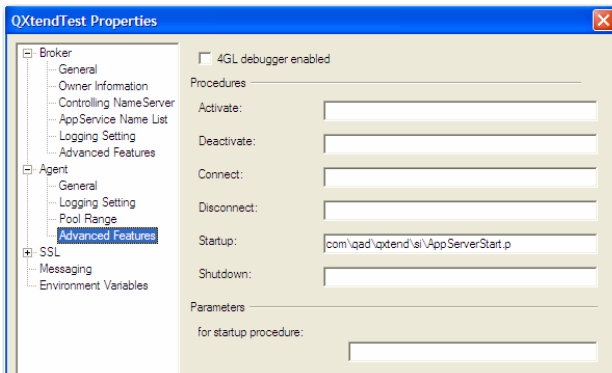 QXtendTest Properties
Broker
General
Owner Information
Controlling NameServer
AppService Name List
Logging Setting
Advanced Features
Agent
General
Logging Setting
Pool Range
Advanced Features
SSL
Messaging
Environment Variables
4GL debugger enabled
Procedures
Activate:
Deactivate:
Connect:
Disconnect:
Startup: com\qad\qxtend\si\AppServerStart.p
Shutdown:
Parameters
for startup procedure: